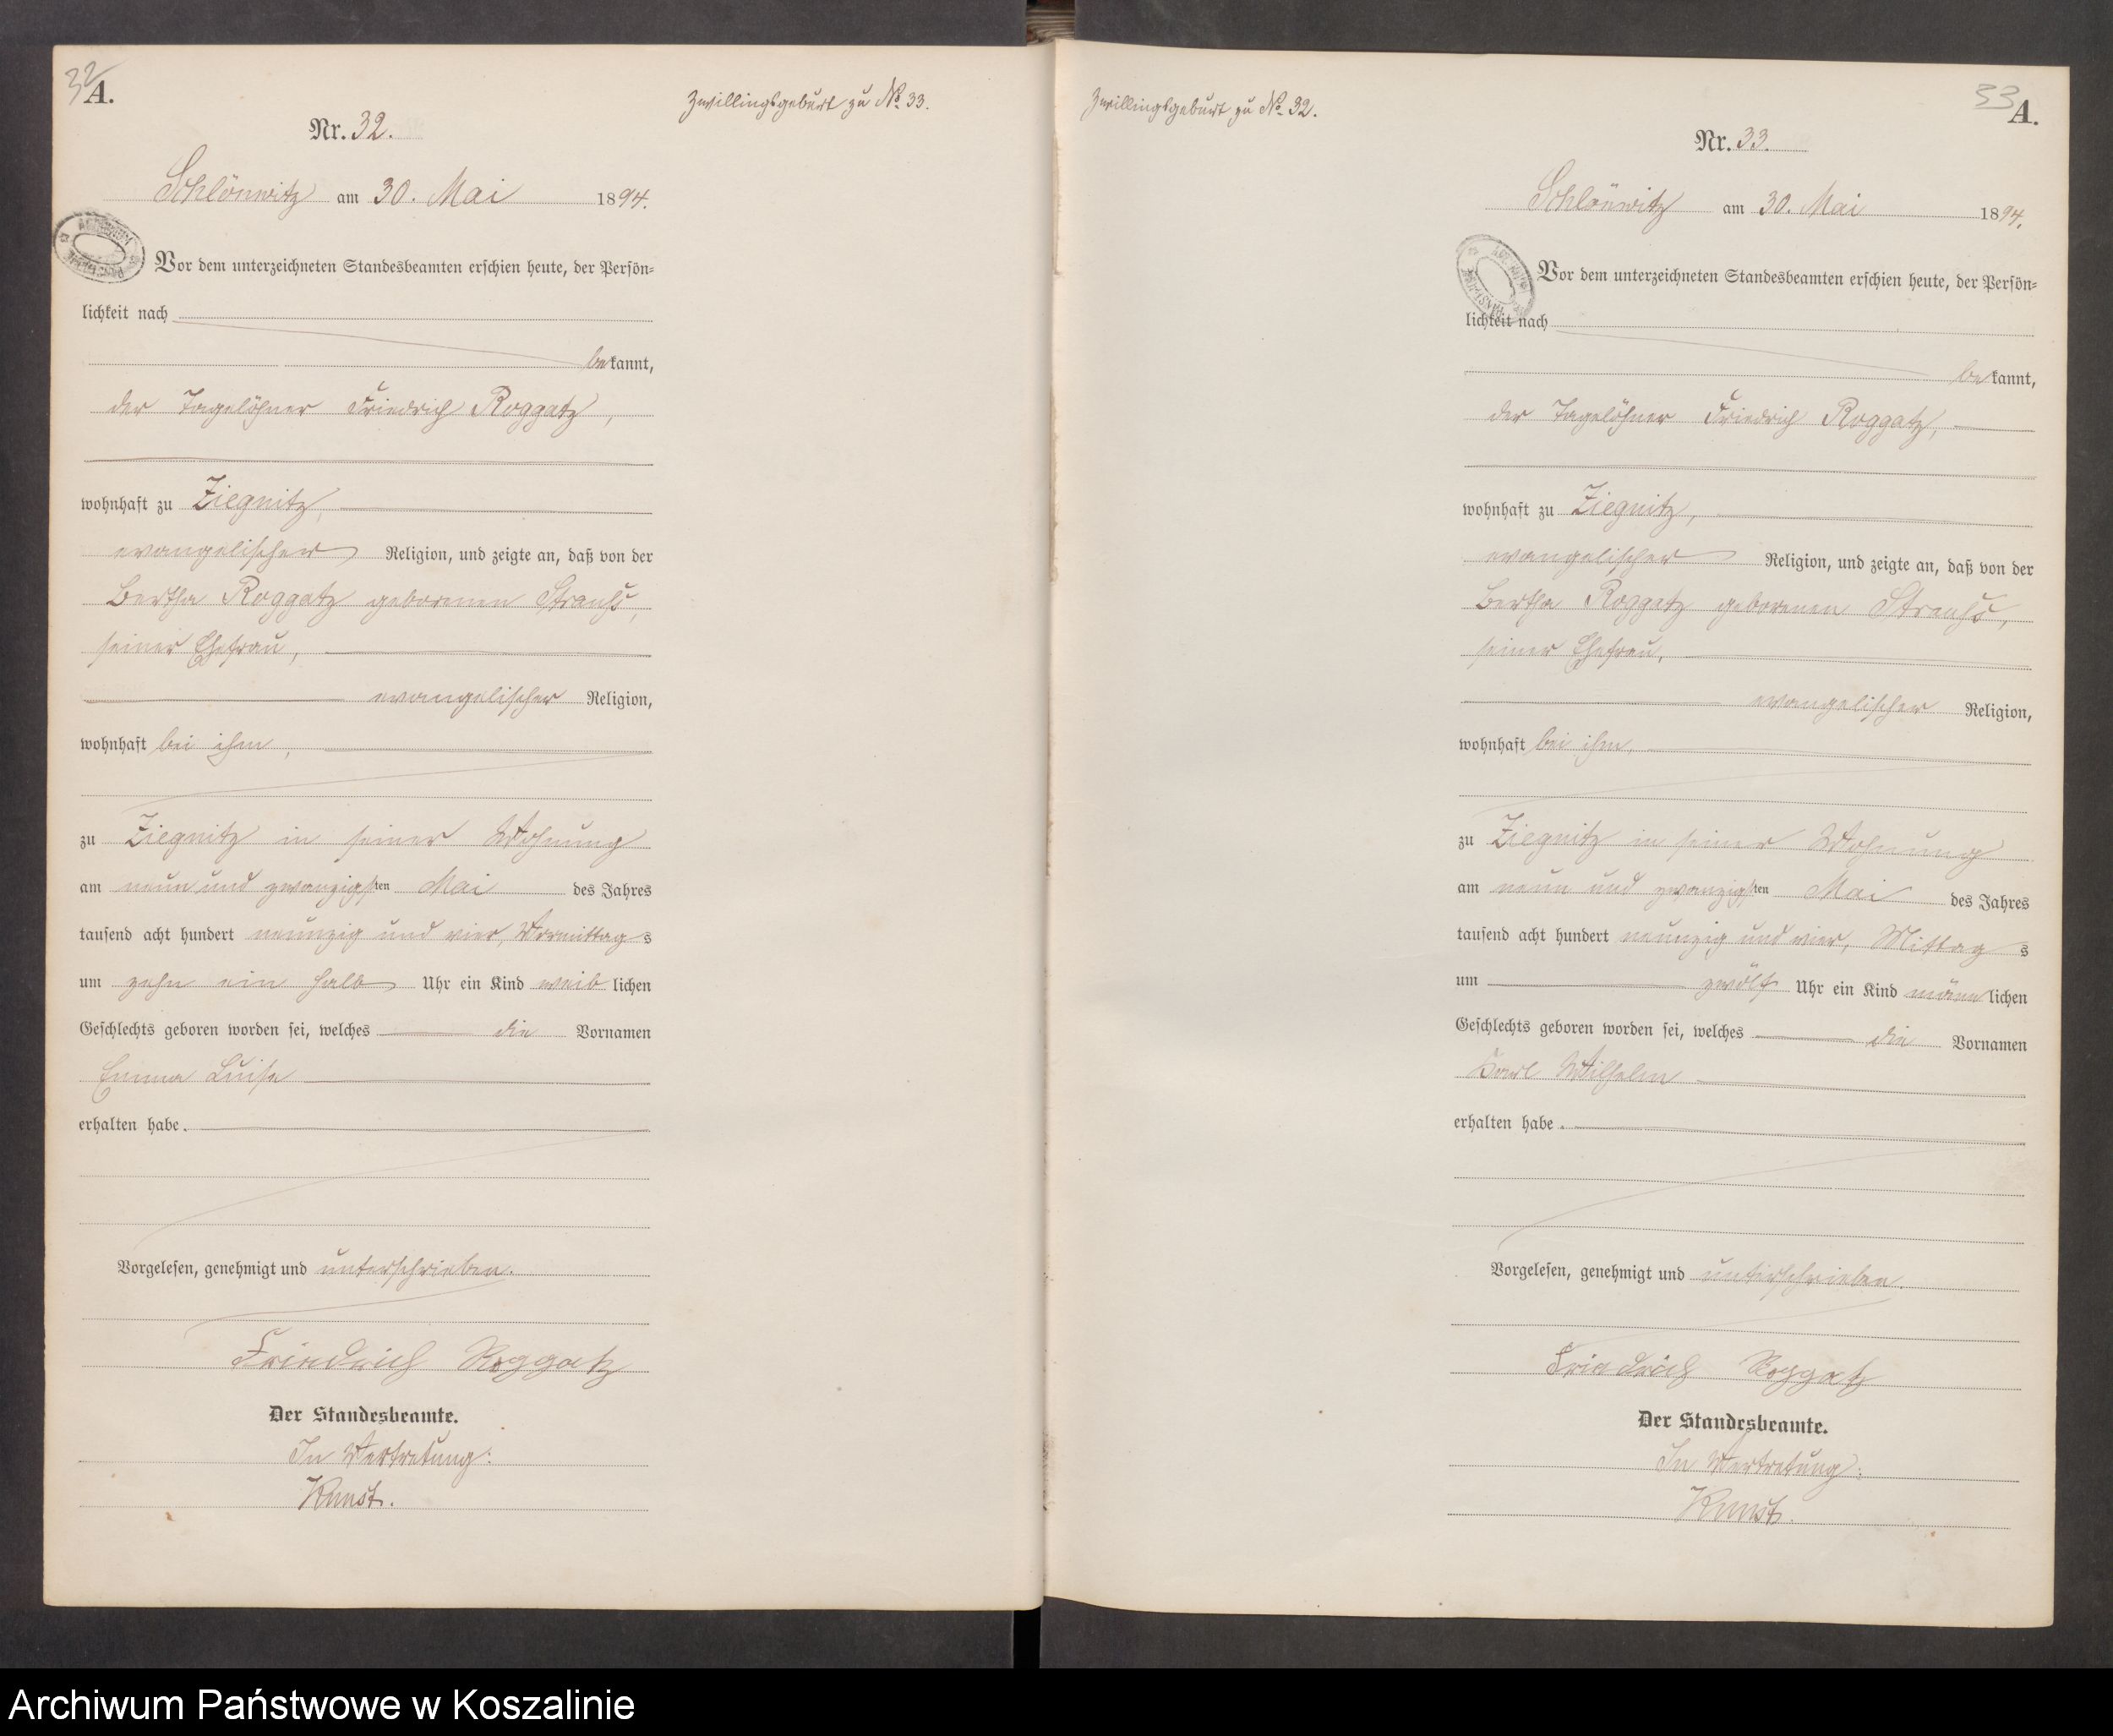 32
A.
Zwillingsgeburt zu No. 33.
Nr. 32.
Schlönwitz am 30. Mai 1894.
Vor dem unterzeichneten Standesbeamten erschien heute, der Persön=
lichkeit nach
bekannt,
der Tagelöhner Friedrich Roggatz,
wohnhaft zu Ziegnitz,
evangelischer Religion, und zeigte an, daß von der
Bertha Roggatz geborenen Strauß,
seiner Ehefrau,
evangelischer Religion,
wohnhaft bei ihm,
zu Ziegnitz in seiner Wohnung
am neun und zwanzigsten Mai des Jahres
tausend acht hundert neunzig und vier, Vormittags
um zehn ein halb Uhr ein Kind weiblichen
Geschlechts geboren worden sei, welches die Vornamen
Emma Luise
erhalten habe.
Vorgelesen, genehmigt und unterschrieben.
Friedrich Roggatz
Der Standesbeamte.
In Vertretung:
Kunst.
Zwillingsgeburt zu No. 32.
33
A.
Nr. 33.
Schlönwitz am 30. Mai 1894.
Vor dem unterzeichneten Standesbeamten erschien heute, der Persön=
lichkeit nach
bekannt,
der Tagelöhner Friedrich Roggatz,
wohnhaft zu Ziegnitz,
evangelischer Religion, und zeigte an, daß von der
Bertha Roggatz geborenen Strauß,
seiner Ehefrau,
evangelischer Religion,
wohnhaft bei ihm,
zu Ziegnitz in seiner Wohnung
am neun und zwanzigsten Mai des Jahres
tausend acht hundert neunzig und vier, Mittags
um zwölf Uhr ein Kind männlichen
Geschlechts geboren worden sei, welches die Vornamen
Karl Wilhelm
erhalten habe.
Vorgelesen, genehmigt und unterschrieben.
Friedrich Roggatz
Der Standesbeamte.
In Vertretung:
Kunst.
Archiwum Państwowe w Koszalinie